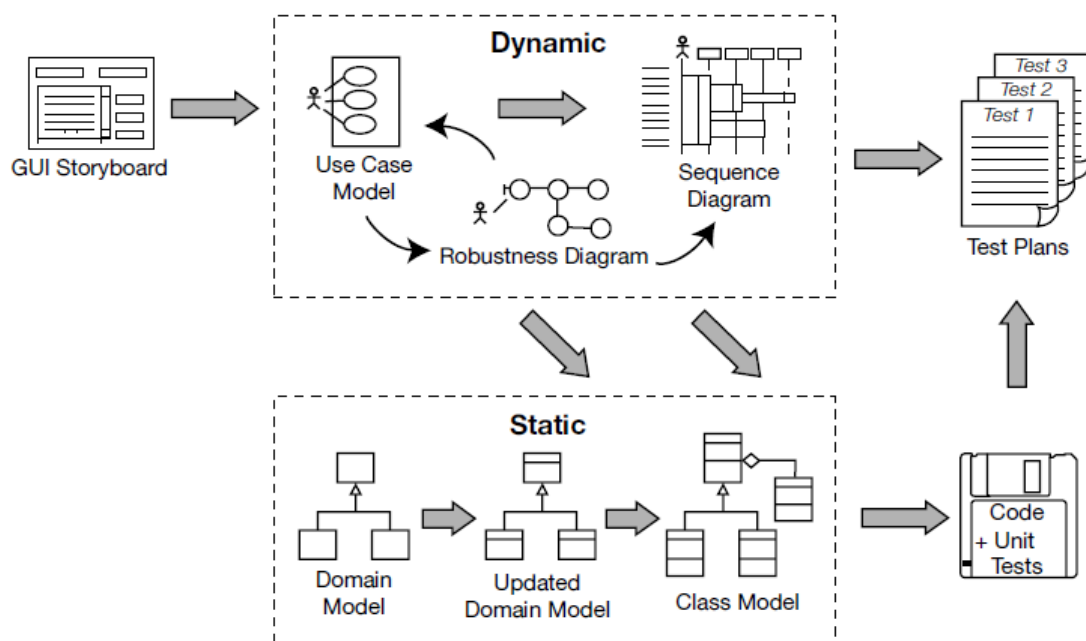 Dynamic
GUI Storyboard
Use Case
Model
Sequence
Diagram
Robustness Diagram
Test 3
Test 2
Test 1
Test Plans
Static
Domain
Model
Updated
Domain Model
Class Model
Code
+ Unit
Tests